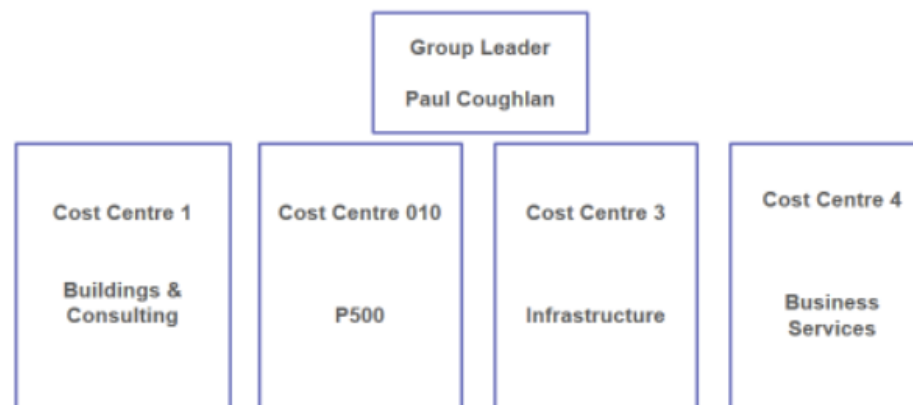 Group Leader
Paul Coughlan
Cost Centre 1
Buildings &
Consulting
Cost Centre 010
P500
Cost Centre 3
Infrastructure
Cost Centre 4
Business
Services